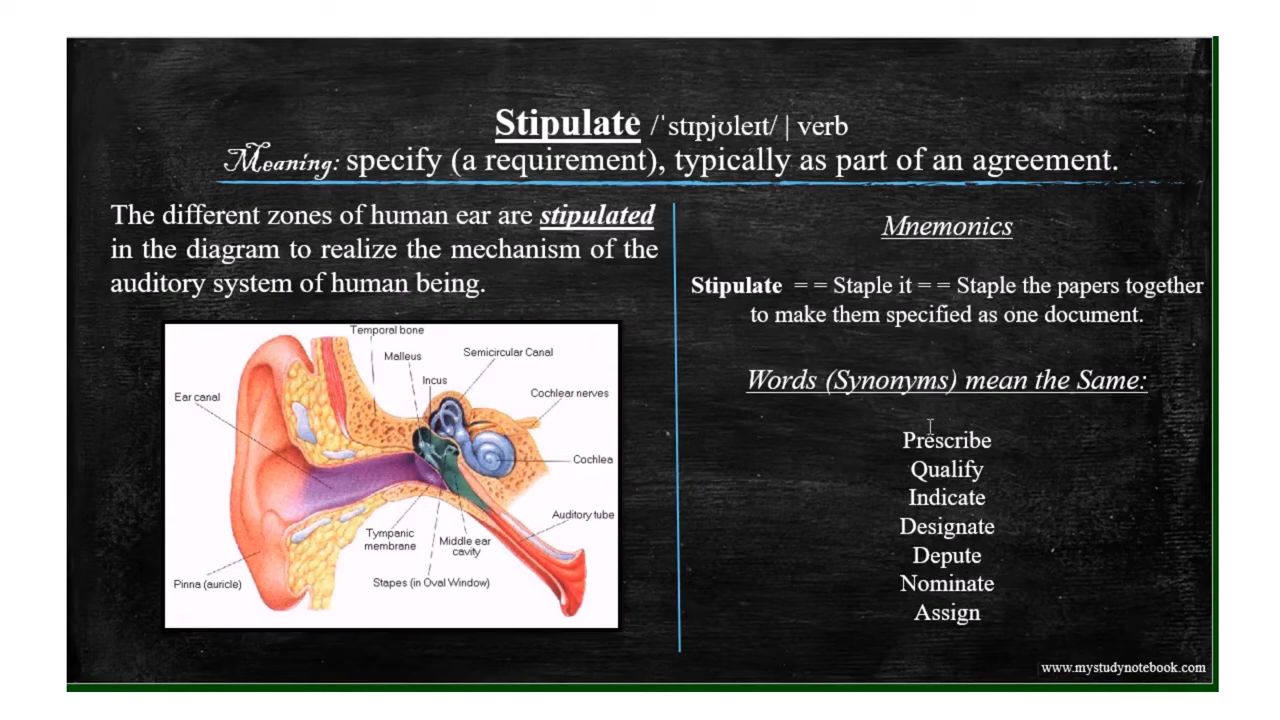 Stipulate /ˈstɪpjʊleɪt/ | verb
Meaning: specify (a requirement), typically as part of an agreement.
The different zones of human ear are stipulated
in the diagram to realize the mechanism of the
auditory system of human being.
Temporal bone
Malleus
Semicircular Canal
Incus
Cochlear nerves
Ear canal
Cochlea
Auditory tube
Tympanic
membrane
Middle ear
cavity
Stapes (in Oval Window)
Pinna (auricle)
Mnemonics
Stipulate = = Staple it = = Staple the papers together
to make them specified as one document.
Words (Synonyms) mean the Same:
Prescribe
Qualify
Indicate
Designate
Depute
Nominate
Assign
www.mystudynotebook.com